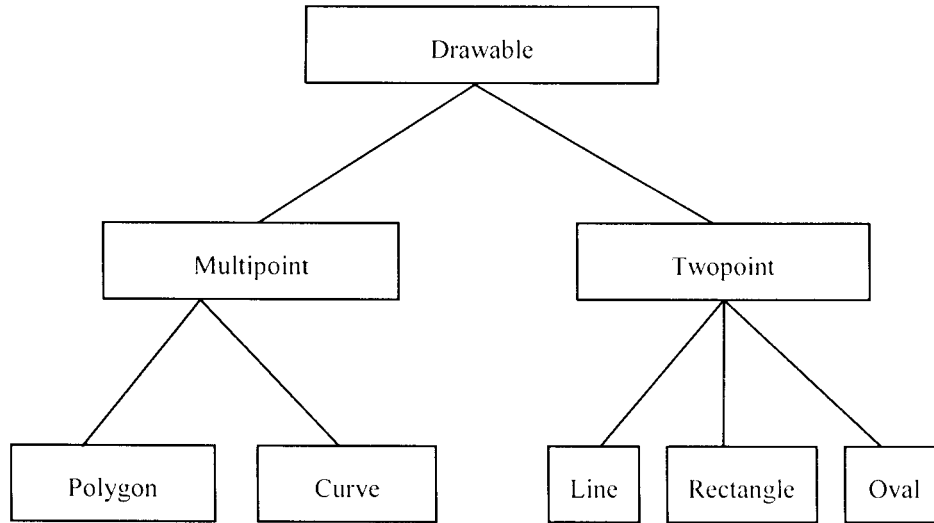 Drawable
Multipoint
Twopoint
Polygon
Curve
Line
Rectangle
Oval